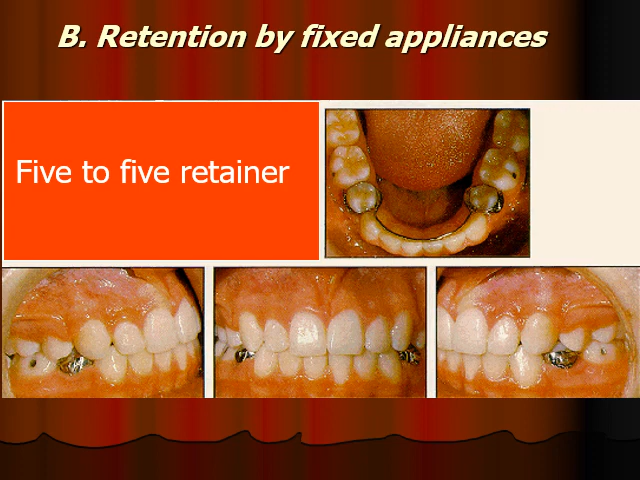 B. Retention by fixed appliances
Five to five retainer